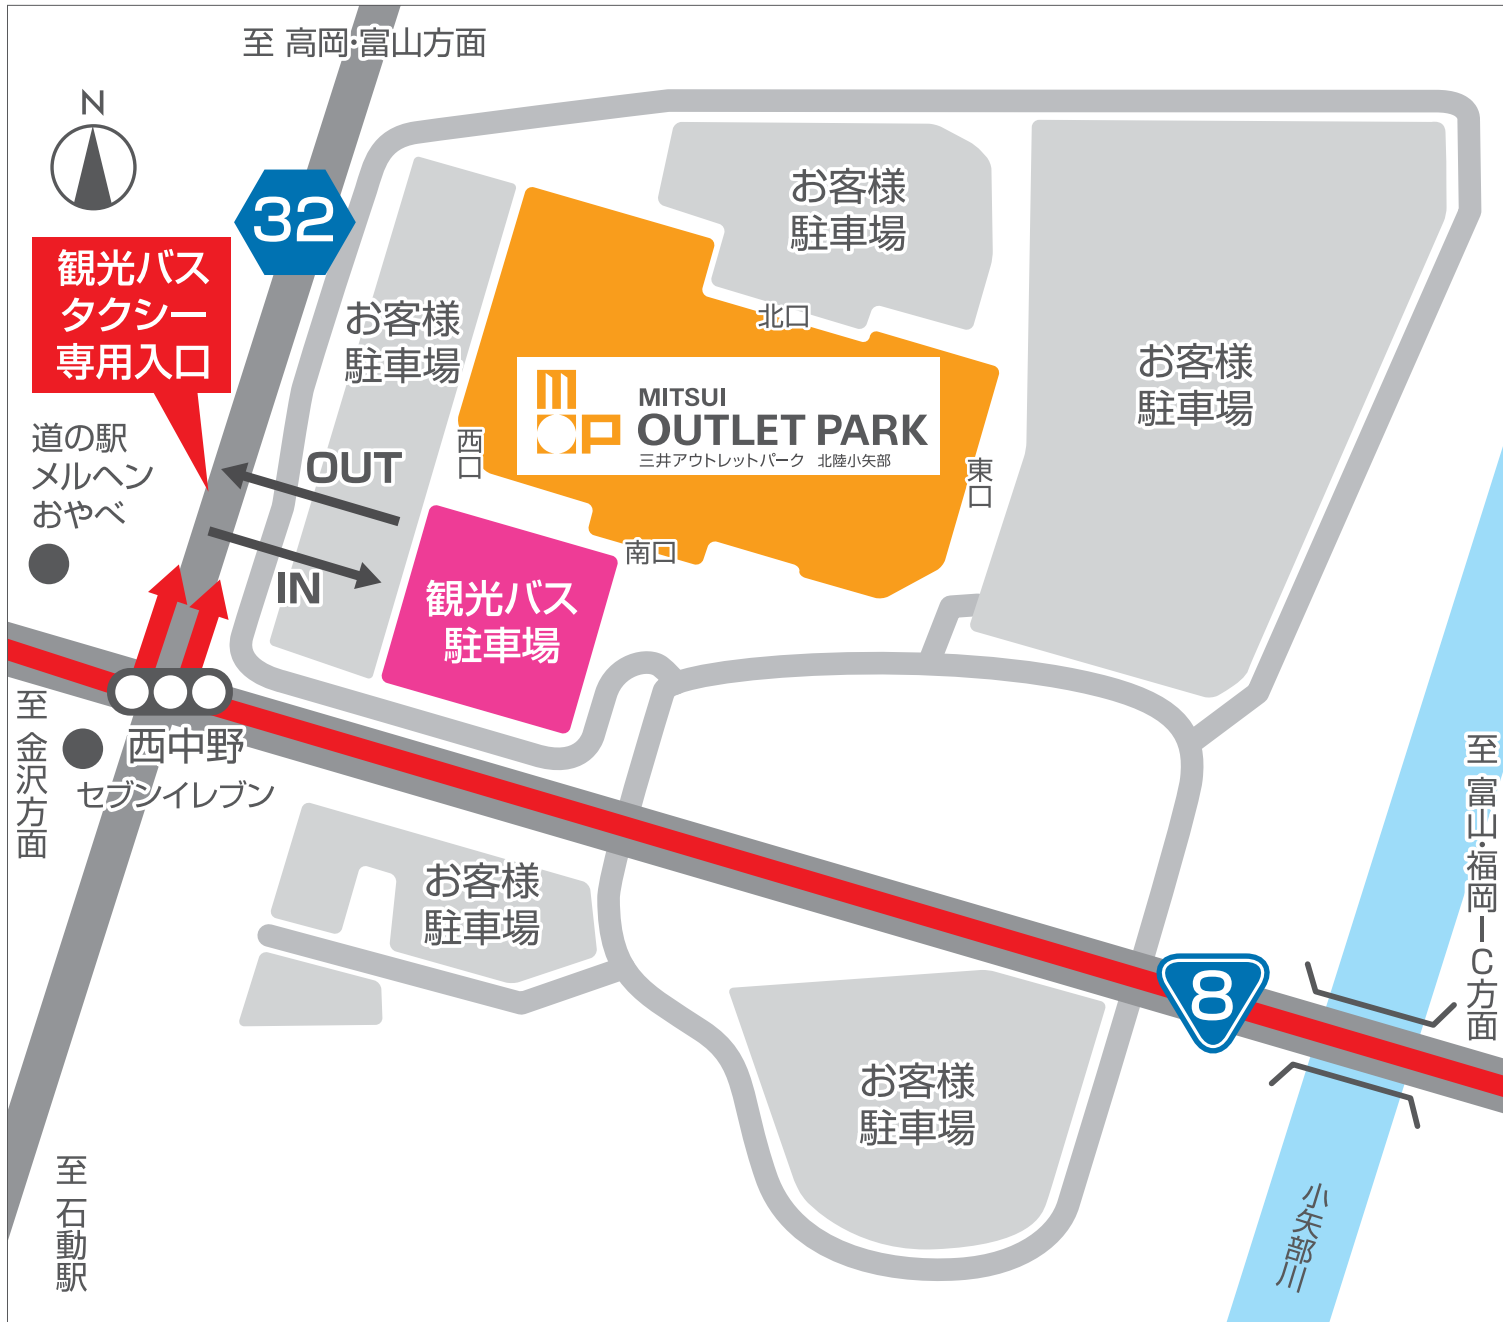 至 高岡・富山方面
N
32
観光バス
タクシー
専用入口
お客様
駐車場
お客様
駐車場
お客様
駐車場
北口
MITSUI
OUTLET PARK
三井アウトレットパーク 北陸小矢部
西口
東口
南口
道の駅
メルヘン
おやべ
OUT
IN
観光バス
駐車場
至 金沢方面
西中野
セブンイレブン
至 富山・福岡IC方面
お客様
駐車場
8
お客様
駐車場
至 石動駅
小矢部川